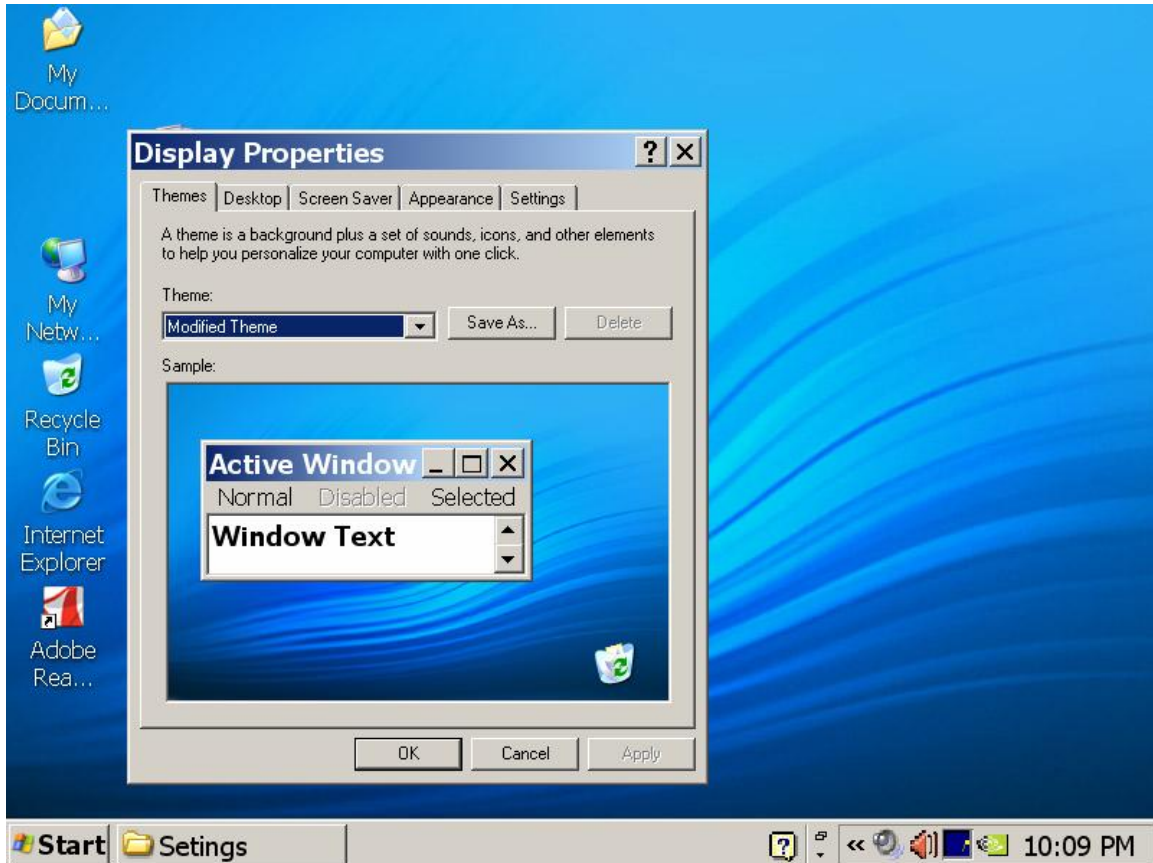 My
Docum...
My
Netw...
Recycle
Bin
Internet
Explorer
Adobe
Rea...
Display Properties
Themes Desktop Screen Saver Appearance Settings
A theme is a background plus a set of sounds, icons, and other elements
to help you personalize your computer with one click.
Theme:
Modified Theme Save As... Delete
Sample:
Active Window
Normal Disabled Selected
Window Text
OK Cancel Apply
Start Setings 10:09 PM